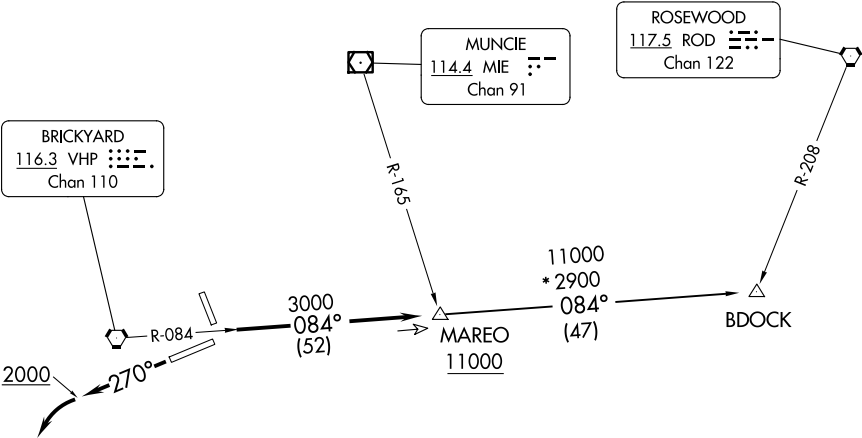 ROSEWOOD
117.5 ROD
Chan 122
MUNCIE
114.4 MIE
Chan 91
BRICKYARD
116.3 VHP
Chan 110
R-165
R-208
11000
*2900
084°
(47)
3000
084°
(52)
R-084
MAREO
11000
BDOCK
2000
270°